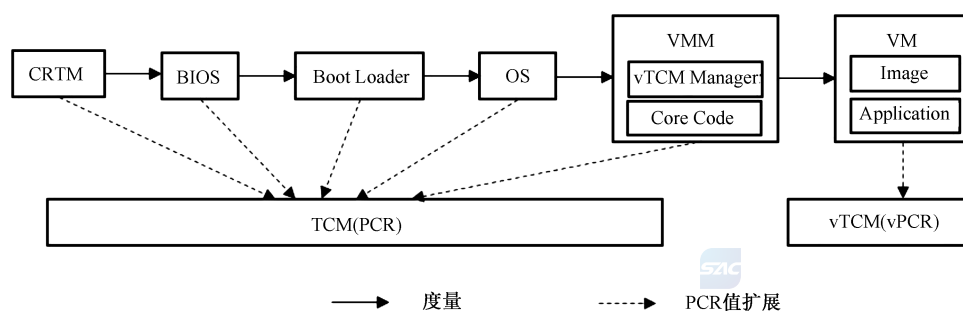 VMM
VM
CRTM
BIOS
Boot Loader
OS
vTCM Manager
Core Code
Image
Application
TCM(PCR)
vTCM(vPCR)
SAC
度量
PCR值扩展